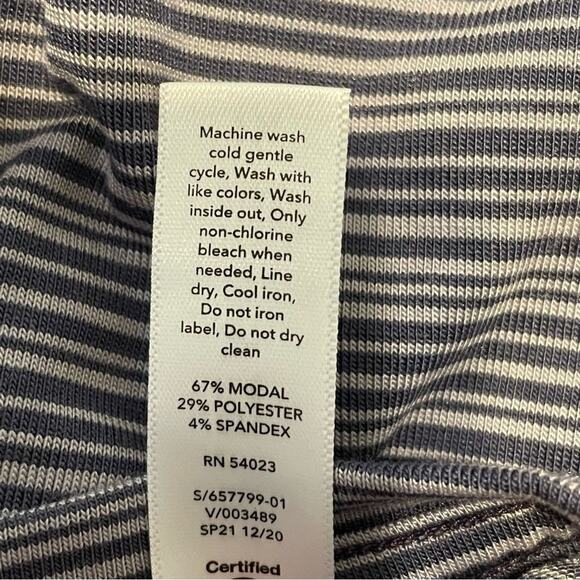 Machine wash
cold gentle
cycle, Wash with
like colors, Wash
inside out, Only
non-chlorine
bleach when
needed, Line
dry, Cool iron,
Do not iron
label, Do not dry
clean
67% MODAL
29% POLYESTER
4% SPANDEX
RN 54023
S/657799-01
V/003489
SP21 12/20
Certified